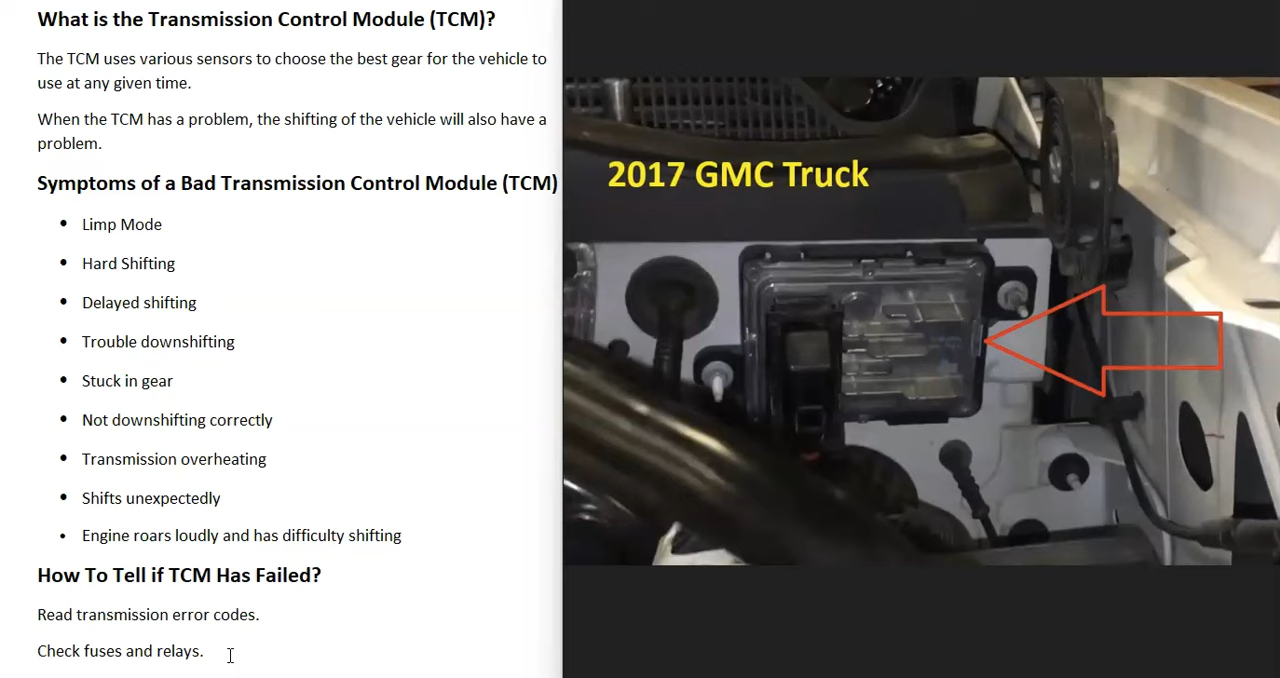 What is the Transmission Control Module (TCM)?
The TCM uses various sensors to choose the best gear for the vehicle to
use at any given time.
When the TCM has a problem, the shifting of the vehicle will also have a
problem.
Symptoms of a Bad Transmission Control Module (TCM)
• Limp Mode
• Hard Shifting
• Delayed shifting
• Trouble downshifting
• Stuck in gear
• Not downshifting correctly
• Transmission overheating
• Shifts unexpectedly
• Engine roars loudly and has difficulty shifting
How To Tell if TCM Has Failed?
Read transmission error codes.
Check fuses and relays.
2017 GMC Truck